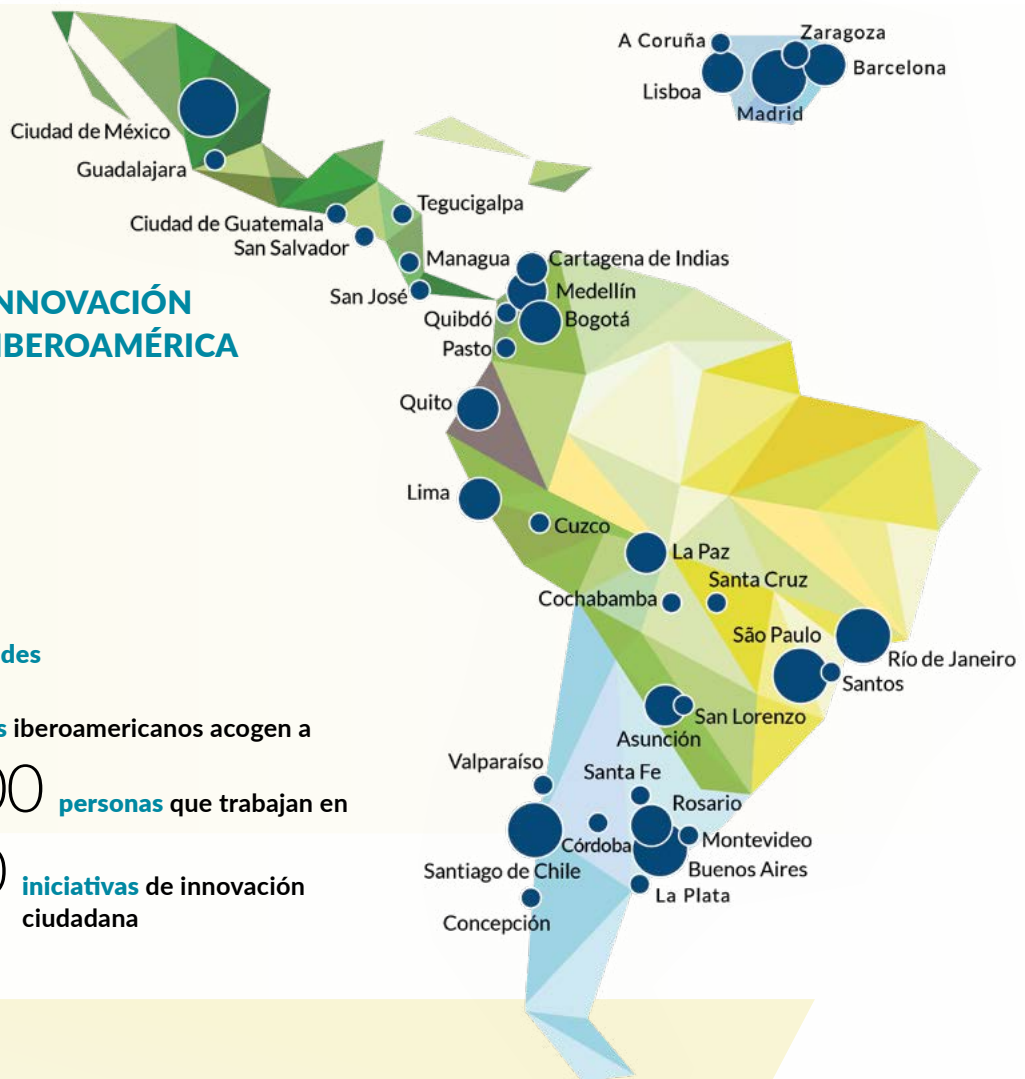 A Coruña
Zaragoza
Barcelona
Lisboa
Madrid
Ciudad de México
Guadalajara
Ciudad de Guatemala
Tegucigalpa
San Salvador
Managua
Cartagena de Indias
San José
Medellín
Quibdó
Bogotá
Pasto
NNOVACIÓN
IBEROAMÉRICA
Quito
Lima
Cuzco
La Paz
Cochabamba
Santa Cruz
São Paulo
Río de Janeiro
Santos
San Lorenzo
Asunción
des
s iberoamericanos acogen a
00 personas que trabajan en
iniciativas de innovación
ciudadana
Valparaíso
Santa Fe
Rosario
Córdoba
Montevideo
Santiago de Chile
Buenos Aires
La Plata
Concepción